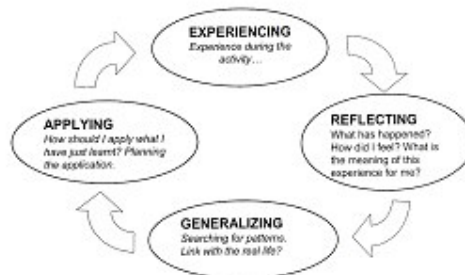 EXPERIENCING
Experience during the
activity...
REFLECTING
What has happened?
How did I feel? What is
the meaning of this
experience for me?
GENERALIZING
Searching for patterns.
Link with the real life?
APPLYING
How should I apply what I
have just learnt? Planning
the application.